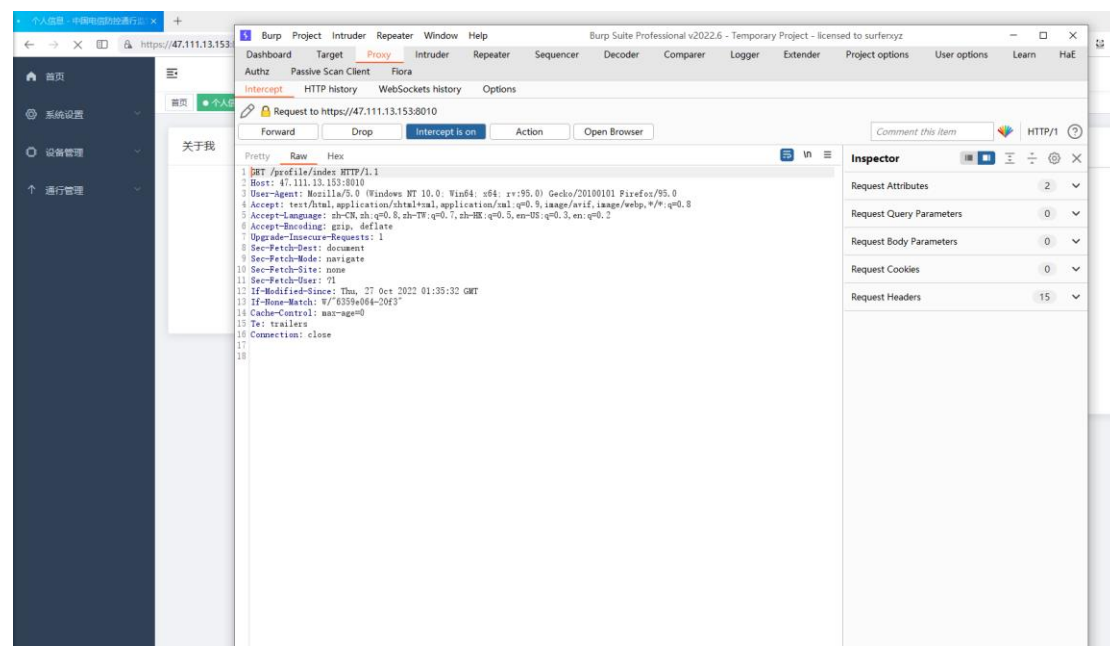 个人信息 - 中国电信防控通行
https://47.111.13.153:
首页
系统设置
设备管理
通行管理
首页
关于我
Burp Project Intruder Repeater Window Help
Burp Suite Professional v2022.6 - Temporary Project - licensed to surferxyz
Dashboard Target Proxy Intruder Repeater Sequencer Decoder Comparer Logger Extender Project options User options Learn HaE
Authz Passive Scan Client Fiora
Intercept HTTP history WebSockets history Options
Request to https://47.111.13.153:8010
Forward Drop Intercept is on Action Open Browser Comment this item HTTP/1
Pretty Raw Hex \n
1 GET /profile/index HTTP/1.1
2 Host: 47.111.13.153:8010
3 User-Agent: Mozilla/5.0 (Windows NT 10.0; Win64; x64; rv:95.0) Gecko/20100101 Firefox/95.0
4 Accept: text/html,application/xhtml+xml,application/xml;q=0.9,image/avif,image/webp,*/*;q=0.8
5 Accept-Language: zh-CN,zh;q=0.8,zh-TW;q=0.7,zh-HK;q=0.5,en-US;q=0.3,en;q=0.2
6 Accept-Encoding: gzip, deflate
7 Upgrade-Insecure-Requests: 1
8 Sec-Fetch-Dest: document
9 Sec-Fetch-Mode: navigate
10 Sec-Fetch-Site: none
11 Sec-Fetch-User: ?1
12 If-Modified-Since: Thu, 27 Oct 2022 01:35:32 GMT
13 If-None-Match: W/"6359e064-20f3"
14 Cache-Control: max-age=0
15 Te: trailers
16 Connection: close
17
18
Inspector
Request Attributes 2
Request Query Parameters 0
Request Body Parameters 0
Request Cookies 0
Request Headers 15